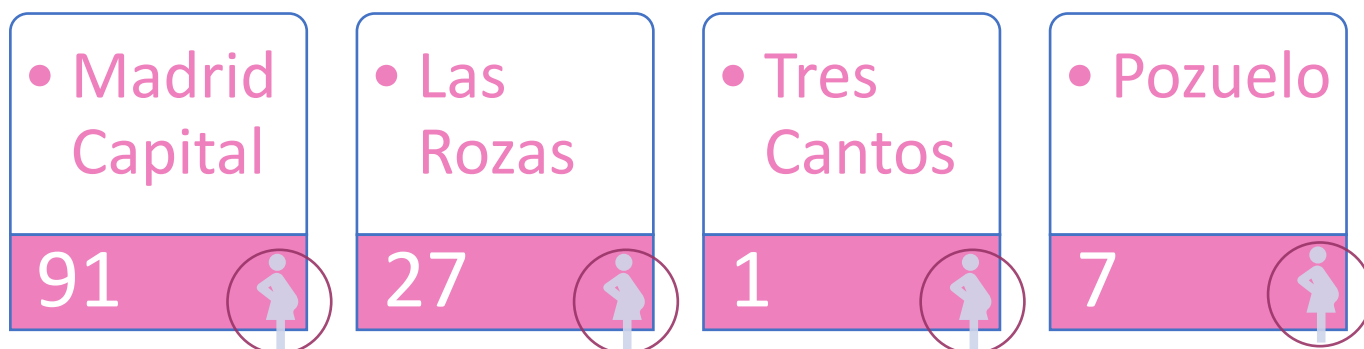 • Madrid
Capital
91
• Las
Rozas
27
• Tres
Cantos
1
• Pozuelo
7